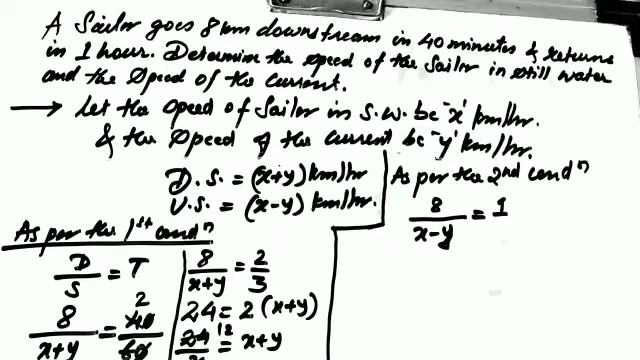 A Sailor goes 8 km downstream in 40 minutes & returns
in 1 hour. Determine the speed of the Sailor in still water
and the Speed of the Current.
→ Let the Speed of Sailor in S.W. be 'x' km/hr.
& the Speed of the Current be 'y' km/hr.
D.S. = (x+y) km/hr
U.S. = (x-y) km/hr.
As per the 1st condn
D/S = T
8/(x+y) = 40/60
2
8/(x+y) = 2/3
24 = 2 (x+y)
24 12 = x+y
As per the 2nd condn
8/(x-y) = 1